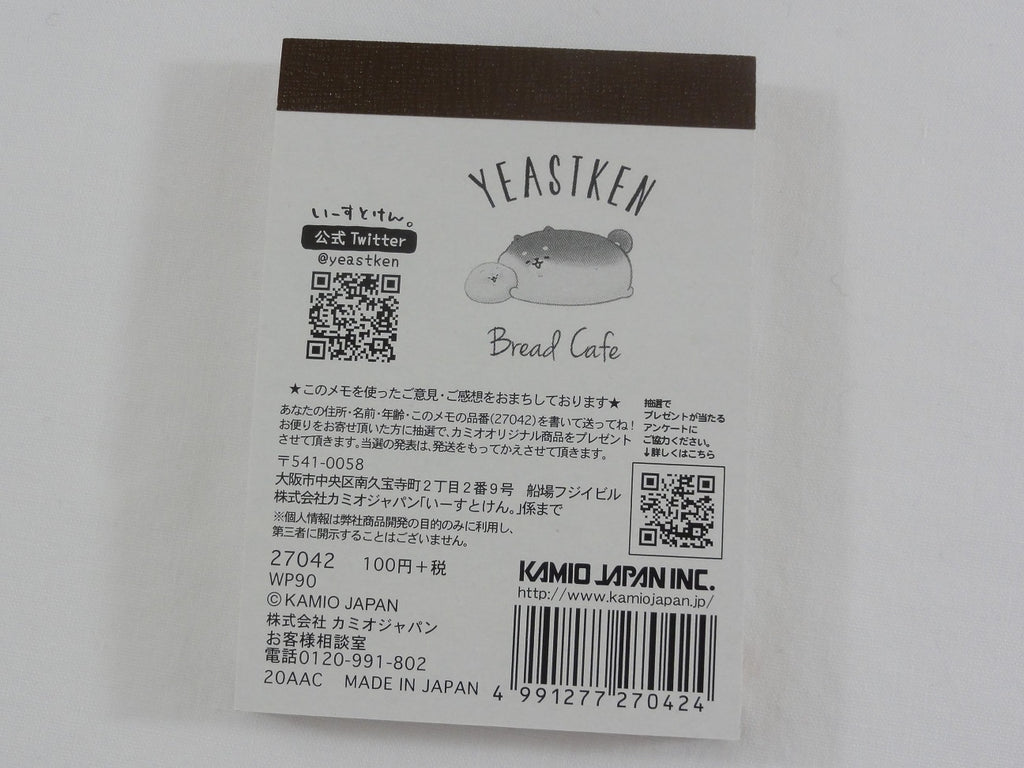 YEASTKEN
いーすとけん。
公式 Twitter
@yeastken
Bread Cafe
★このメモを使ったご意見・ご感想をおまちしております★
あなたの住所・名前・年齢・このメモの品番(27042)を書いて送ってね!
お便りをお寄せ頂いた方に抽選で、カミオオリジナル商品をプレゼント
させて頂きます。当選の発表は、発送をもってかえさせて頂きます。
〒541-0058
大阪市中央区南久宝寺町2丁目2番9号 船場フジイビル
株式会社カミオジャパン「いーすとけん。」係まで
※個人情報は弊社商品開発の目的のみに利用し、
第三者に開示することはございません。
抽選で
プレゼントが当たる
アンケートに
ご協力ください。
↓詳しくはこちら
27042 100円+税
WP90
©KAMIO JAPAN
株式会社 カミオジャパン
お客様相談室
電話0120-991-802
20AAC MADE IN JAPAN
KAMIO JAPAN INC.
http://www.kamiojapan.jp/
4 991277 270424